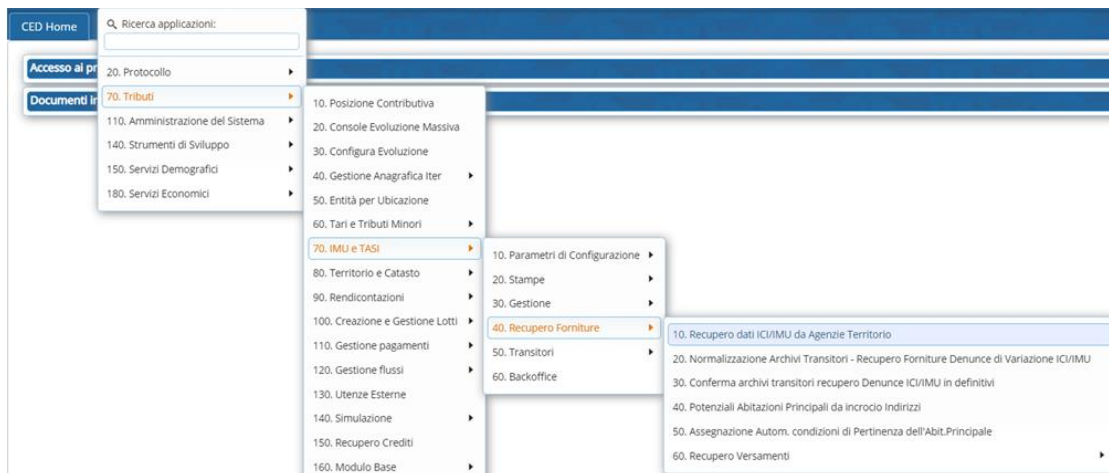 CED Home
Ricerca applicazioni:
Accesso ai pr
Documenti in
20. Protocollo
70. Tributi
110. Amministrazione del Sistema
140. Strumenti di Sviluppo
150. Servizi Demografici
180. Servizi Economici
10. Posizione Contributiva
20. Console Evoluzione Massiva
30. Configura Evoluzione
40. Gestione Anagrafica Iter
50. Entità per Ubicazione
60. Tari e Tributi Minori
70. IMU e TASI
80. Territorio e Catasto
90. Rendicontazioni
100. Creazione e Gestione Lotti
110. Gestione pagamenti
120. Gestione flussi
130. Utenze Esterne
140. Simulazione
150. Recupero Crediti
160. Modulo Base
10. Parametri di Configurazione
20. Stampe
30. Gestione
40. Recupero Forniture
50. Transitori
60. Backoffice
10. Recupero dati ICI/IMU da Agenzie Territorio
20. Normalizzazione Archivi Transitori - Recupero Forniture Denunce di Variazione ICI/IMU
30. Conferma archivi transitori recupero Denunce ICI/IMU in definitivi
40. Potenziali Abitazioni Principali da incrocio Indirizzi
50. Assegnazione Autom. condizioni di Pertinenza dell'Abit.Principale
60. Recupero Versamenti